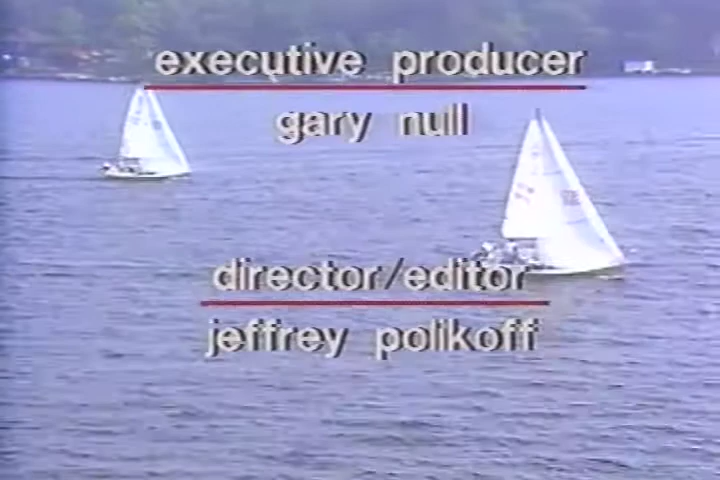 executive producer
gary null
director/editor
jeffrey polikoff